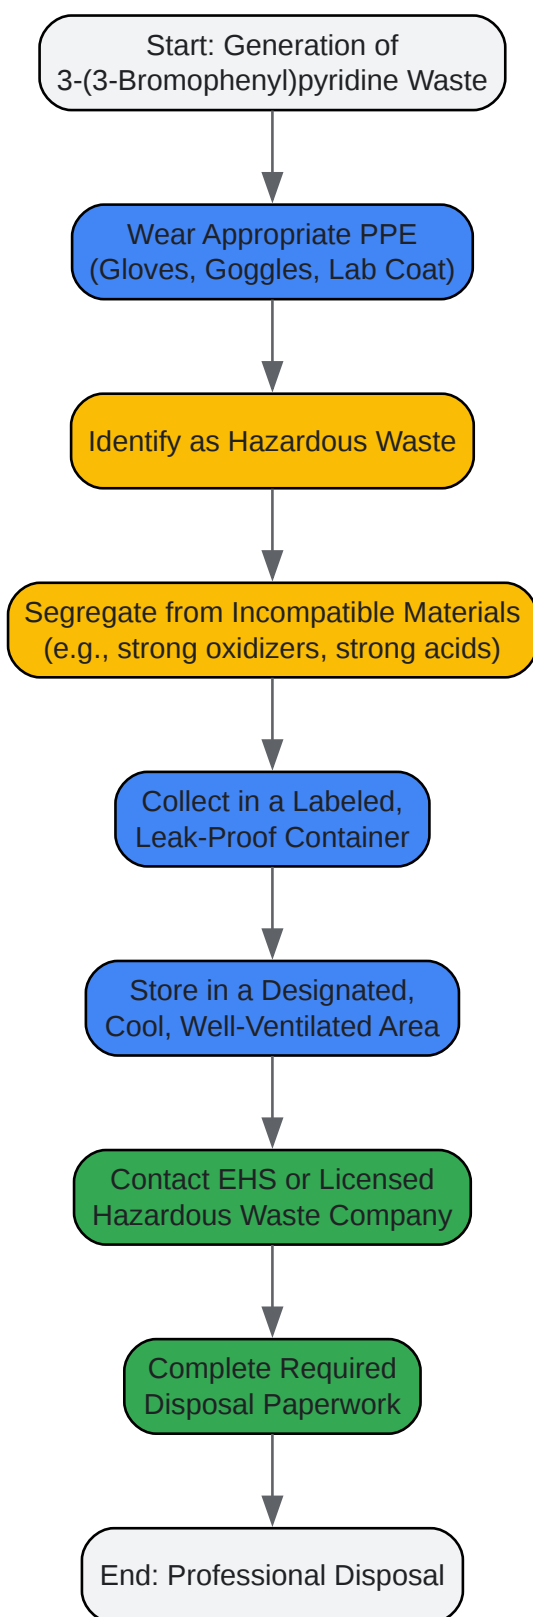 Start: Generation of
3-(3-Bromophenyl)pyridine Waste
Wear Appropriate PPE
(Gloves, Goggles, Lab Coat)
Identify as Hazardous Waste
Segregate from Incompatible Materials
(e.g., strong oxidizers, strong acids)
Collect in a Labeled,
Leak-Proof Container
Store in a Designated,
Cool, Well-Ventilated Area
Contact EHS or Licensed
Hazardous Waste Company
Complete Required
Disposal Paperwork
End: Professional Disposal